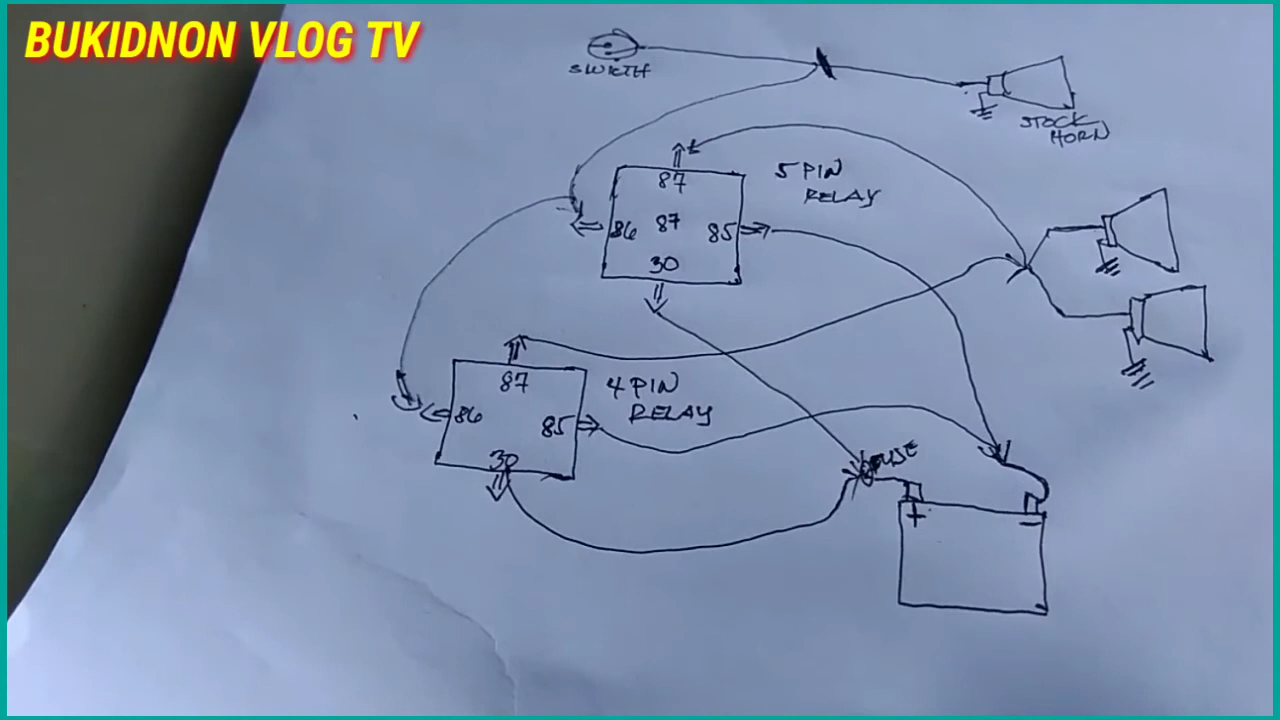 BUKIDNON VLOG TV
SWICTH
STOCK
HORN
87
5 PIN
RELAY
86 87 85
30
87
4 PIN
RELAY
86
85
30
FUSE
+ -